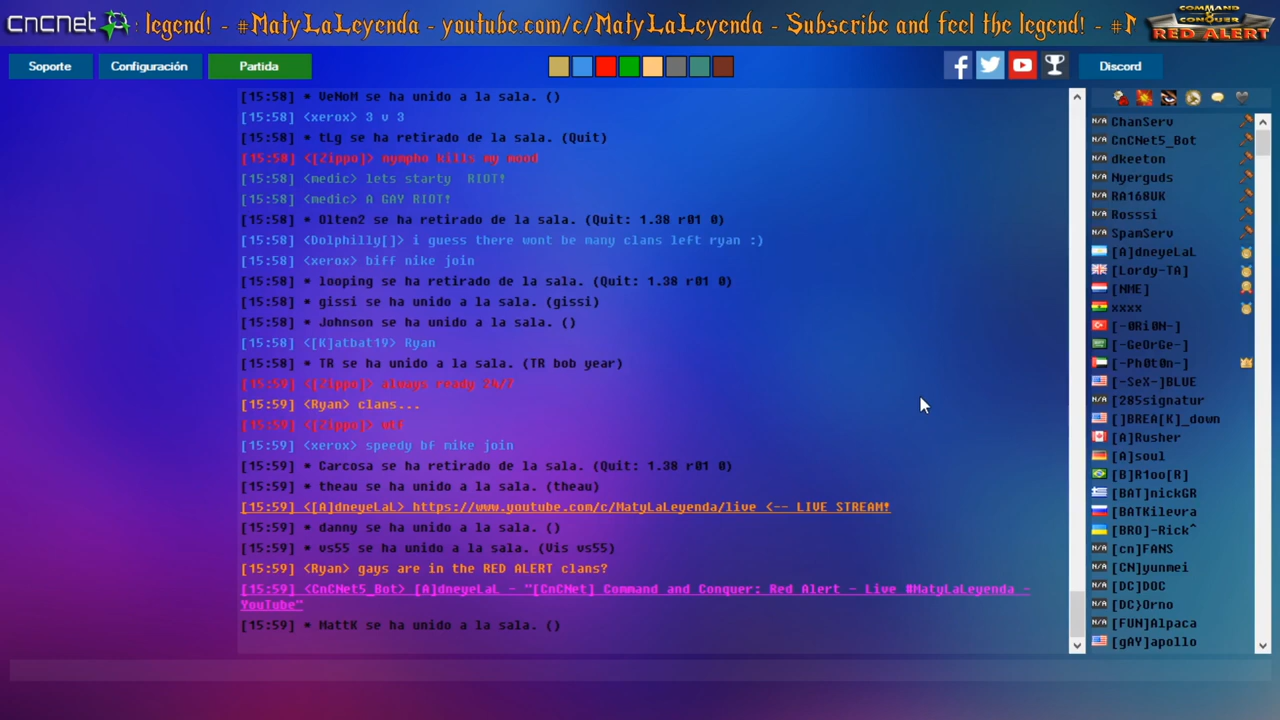 CnCNet legend! - #MatyLaLeyenda - youtube.com/c/MatyLaLeyenda - Subscribe and feel the legend! - #M
COMMAND & CONQUER
RED ALERT
Soporte
Configuración
Partida
Discord
[15:58] * VeNoM se ha unido a la sala. ()
[15:58] <xerox> 3 v 3
[15:58] * tLg se ha retirado de la sala. (Quit)
[15:58] <[Zippo]> nympho kills my mood
[15:58] <medic> lets starty  RIOT!
[15:58] <medic> A GAY RIOT!
[15:58] * Oltem2 se ha retirado de la sala. (Quit: 1.38 r01 0)
[15:58] <Dolphilly[]> i guess there wont be many clans left ryan :)
[15:58] <xerox> biff nike join
[15:58] * looping se ha retirado de la sala. (Quit: 1.38 r01 0)
[15:58] * gissi se ha unido a la sala. (gissi)
[15:58] * Johnson se ha unido a la sala. ()
[15:58] <[K]atbat19> Ryan
[15:58] * TR se ha unido a la sala. (TR bob year)
[15:59] <[Zippo]> always ready 24/7
[15:59] <Ryan> clans...
[15:59] <[Zippo]> wtf
[15:59] <xerox> speedy bf mike join
[15:59] * Carcosa se ha retirado de la sala. (Quit: 1.38 r01 0)
[15:59] * theau se ha unido a la sala. (theau)
[15:59] <[A]dneyeLaL> https://www.youtube.com/c/MatyLaLeyenda/live <-- LIVE STREAM!
[15:59] * danny se ha unido a la sala. ()
[15:59] * vs55 se ha unido a la sala. (Vis vs55)
[15:59] <Ryan> gays are in the RED ALERT clans?
[15:59] <CnCNet5_Bot> [A]dneyeLaL - "[CnCNet] Command and Conquer: Red Alert - Live #MatyLaLeyenda -
YouTube"
[15:59] * MattK se ha unido a la sala. ()
N/A ChanServ
N/A CnCNet5_Bot
N/A dkeeton
N/A Nyerguds
N/A RA168UK
N/A Rosssi
N/A SpamServ
[A]dneyeLaL
[Lordy-TA]
[NME]
xxxx
[-0Ri0N-]
[-GeOrGe-]
[-Ph0t0n-]
[-SeX-]BLUE
N/A [285signatur
[]BREA[K]_down
[A]Rusher
[A]soul
[B]R1oo[R]
[BAT]nickGR
[BATKilevra
[BRO]-Rick^
N/A [cn]FANS
N/A [CN]yunmei
N/A [DC]DOC
N/A [DC}Orno
N/A [FUN]Alpaca
[gAY]apollo